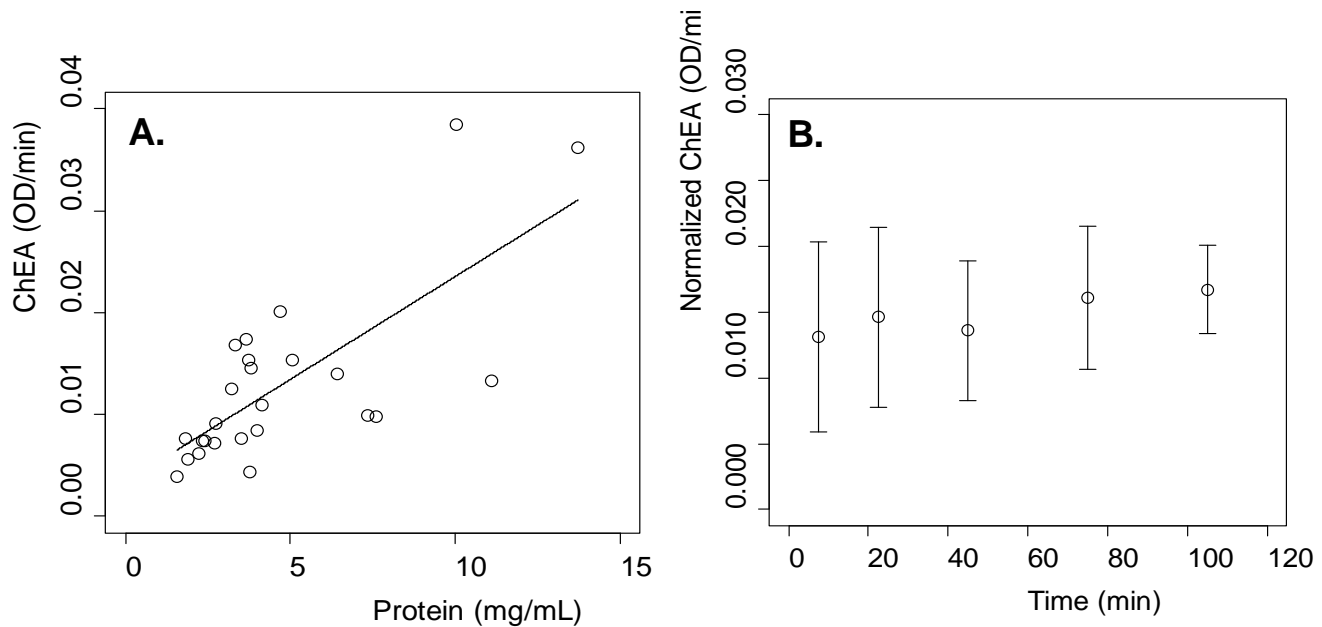 A.
ChEA (OD/min)
0.04
0.03
0.02
0.01
0.00
0 5 10 15
Protein (mg/mL)
B.
Normalized ChEA (OD/mi
0.030
0.020
0.010
0.000
0 20 40 60 80 100 120
Time (min)